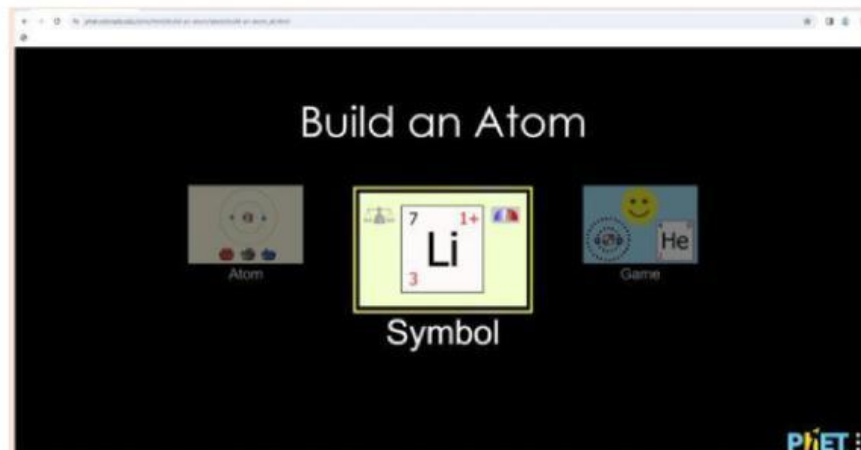 Build an Atom
7
1+
Li
3
He
Atom
Symbol
Game
PhET